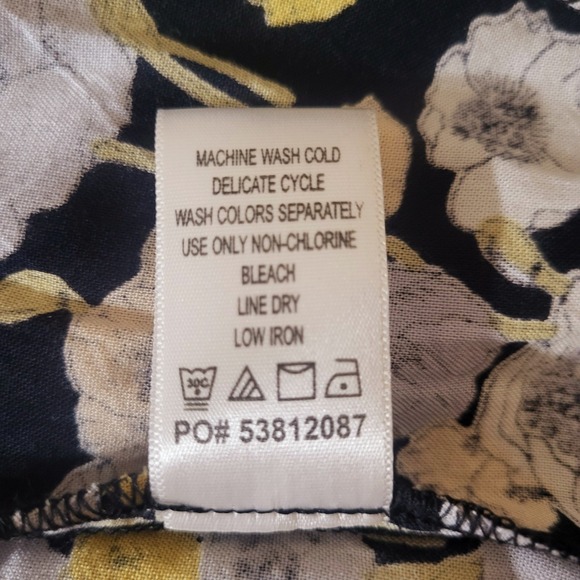 MACHINE WASH COLD
DELICATE CYCLE
WASH COLORS SEPARATELY
USE ONLY NON-CHLORINE
BLEACH
LINE DRY
LOW IRON
30C
PO# 53812087